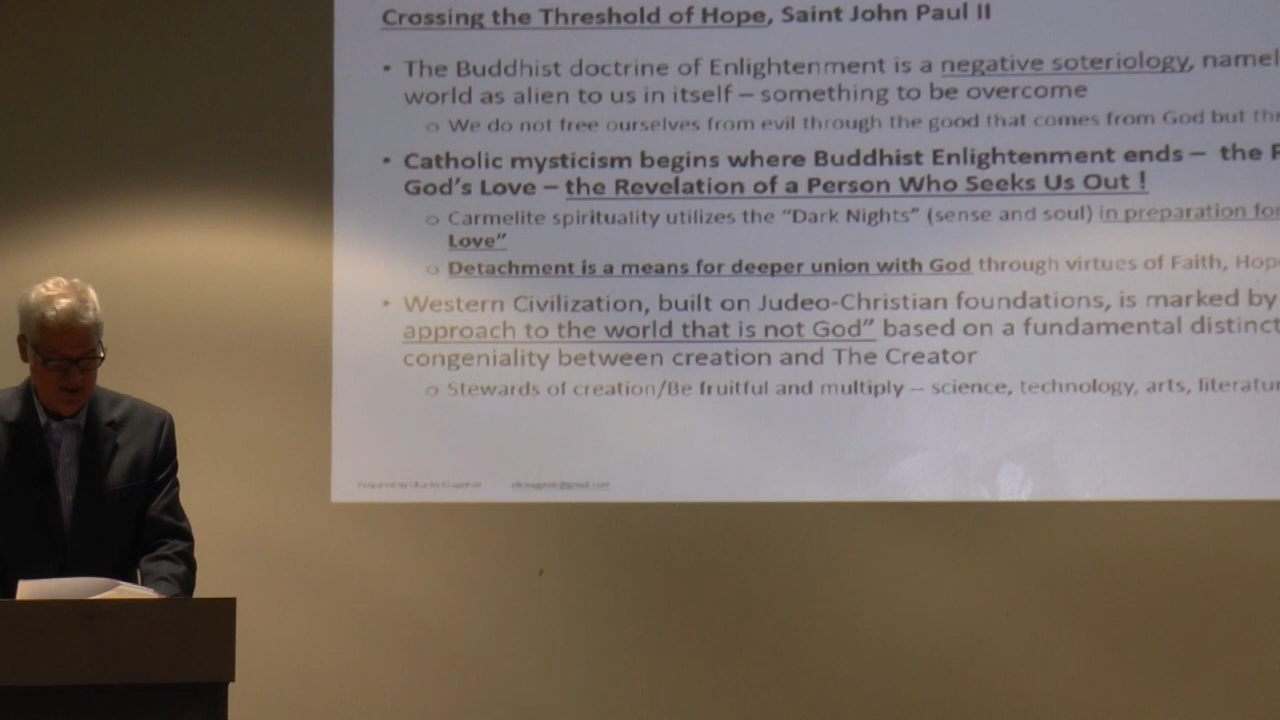 Crossing the Threshold of Hope, Saint John Paul II
• The Buddhist doctrine of Enlightenment is a negative soteriology,
world as alien to us in itself – something to be overcome
o We do not free ourselves from evil through the good that comes from God but
• Catholic mysticism begins where Buddhist Enlightenment ends – the
God's Love – the Revelation of a Person Who Seeks Us Out !
o Carmelite spirituality utilizes the "Dark Nights" (sense and soul) in preparation for
Love"
o Detachment is a means for deeper union with God through virtues of Faith,
• Western Civilization, built on Judeo-Christian foundations, is marked by
approach to the world that is not God" based on a fundamental
congeniality between creation and The Creator
o Stewards of creation/Be fruitful and multiply -- science, technology, arts,
Prepared by